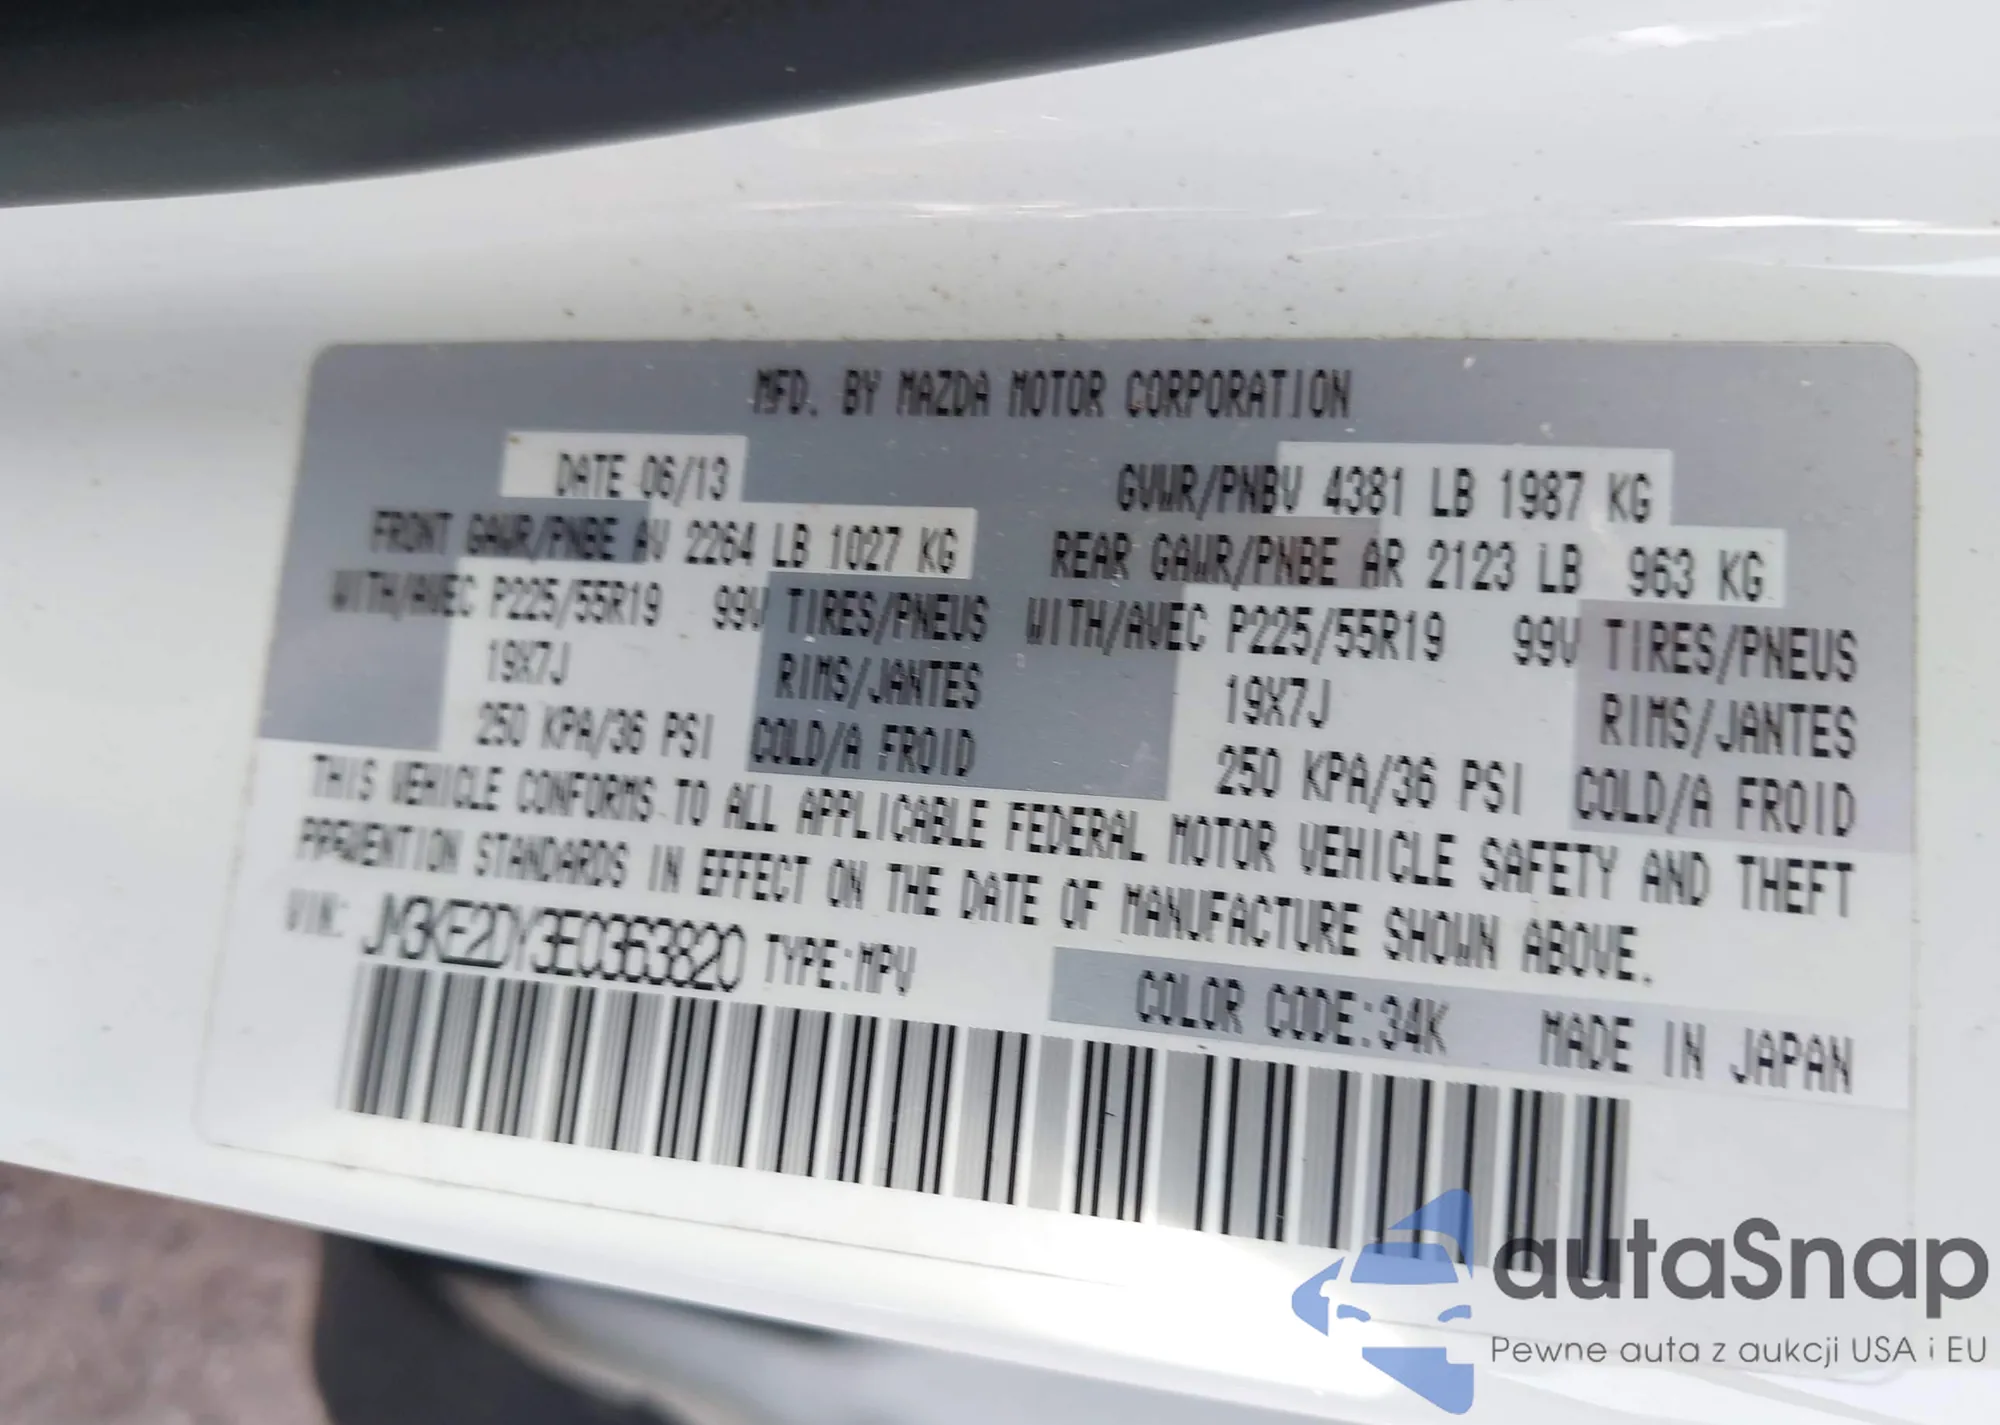 MFD. BY MAZDA MOTOR CORPORATION
DATE 06/13 GVWR/PNBV 4381 LB 1987 KG
FRONT GAWR/PNBE AV 2264 LB 1027 KG REAR GAWR/PNBE AR 2123 LB 963 KG
WITH/AVEC P225/55R19 99V TIRES/PNEUS WITH/AVEC P225/55R19 99V TIRES/PNEUS
19X7J RIMS/JANTES 19X7J RIMS/JANTES
250 KPA/36 PSI COLD/A FROID 250 KPA/36 PSI COLD/A FROID
THIS VEHICLE CONFORMS TO ALL APPLICABLE FEDERAL MOTOR VEHICLE SAFETY AND THEFT
PREVENTION STANDARDS IN EFFECT ON THE DATE OF MANUFACTURE SHOWN ABOVE.
VIN: JM3KE2DY3E0363820 TYPE:MPV
COLOR CODE:34K MADE IN JAPAN
autaSnap
Pewne auta z aukcji USA i EU